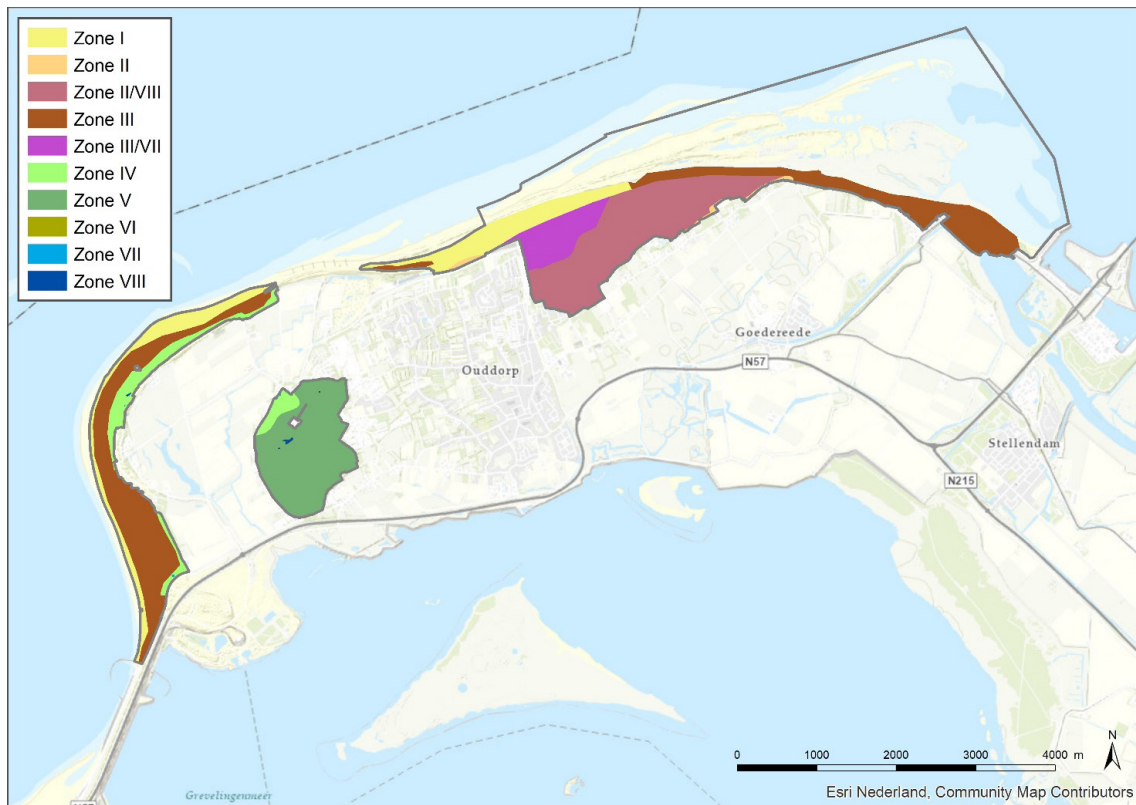 Zone I
Zone II
Zone II/VIII
Zone III
Zone III/VII
Zone IV
Zone V
Zone VI
Zone VII
Zone VIII
Goedereede
N57
Ouddorp
Stellendam
N215
N
0 1000 2000 3000 4000 m
Esri Nederland, Community Map Contributors
Grevelingenmeer